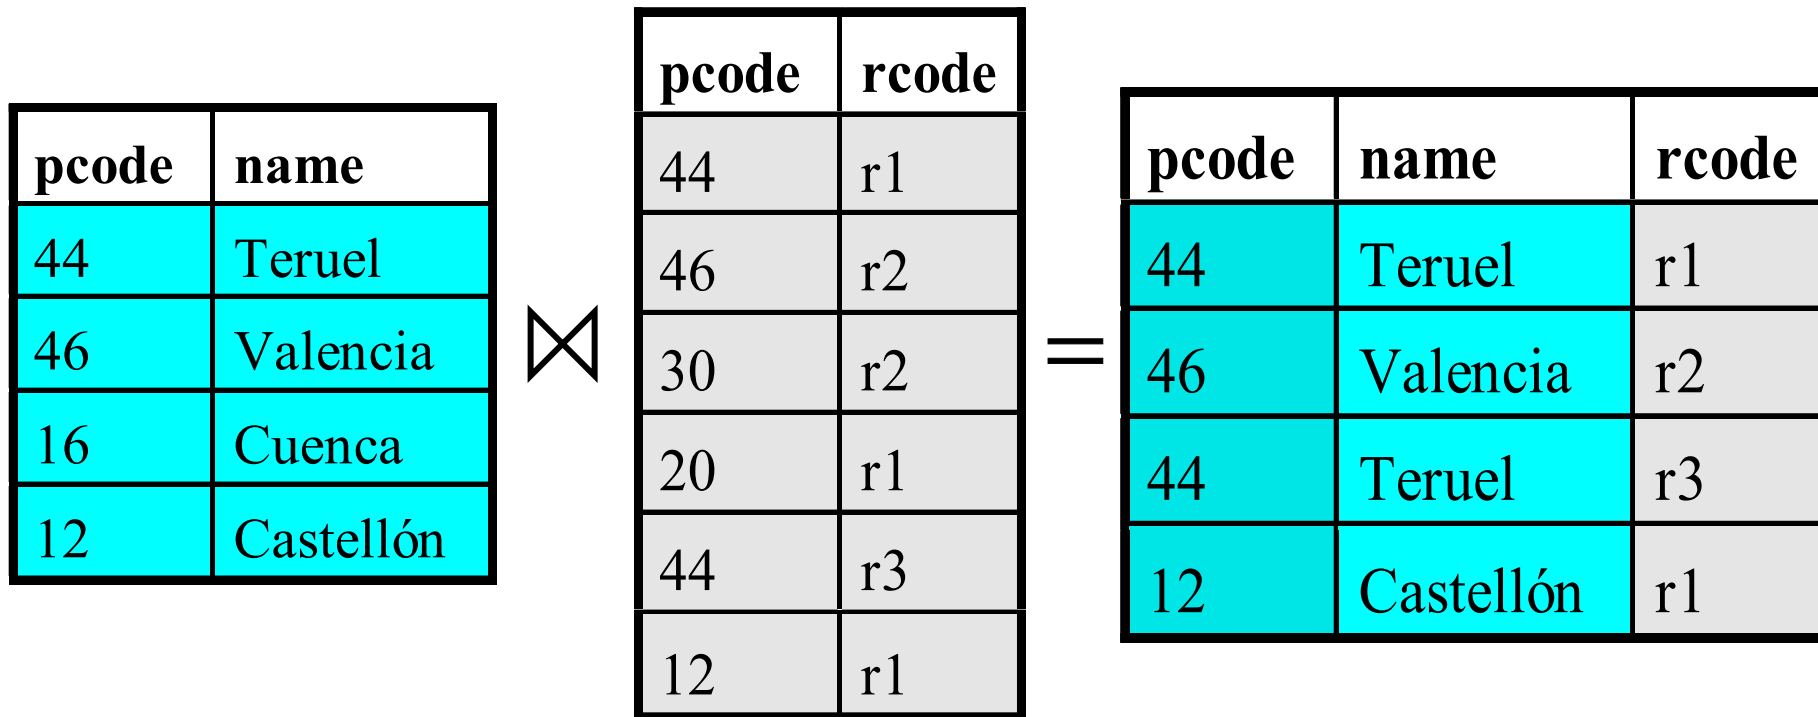 pcode name
44 Teruel
46 Valencia
16 Cuenca
12 Castellón
⋈
pcode rcode
44 r1
46 r2
30 r2
20 r1
44 r3
12 r1
=
pcode name rcode
44 Teruel r1
46 Valencia r2
44 Teruel r3
12 Castellón r1